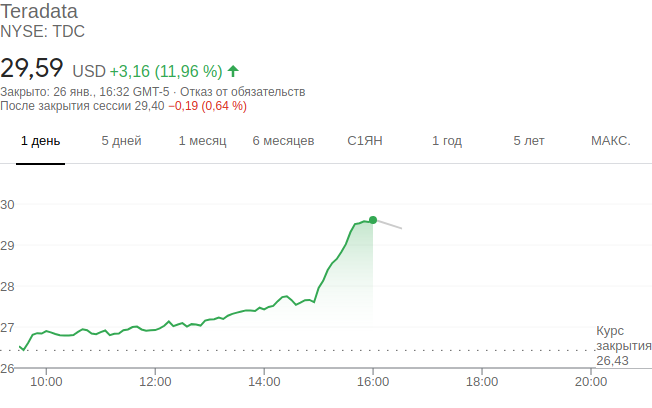 Teradata
NYSE: TDC
29,59 USD +3,16 (11,96 %)
Закрыто: 26 янв., 16:32 GMT-5 · Отказ от обязательств
После закрытия сессии 29,40 −0,19 (0,64 %)
1 день 5 дней 1 месяц 6 месяцев С1ЯН 1 год 5 лет МАКС.
30
29
28
27
Курс
закрытия
26,43
26
10:00 12:00 14:00 16:00 18:00 20:00